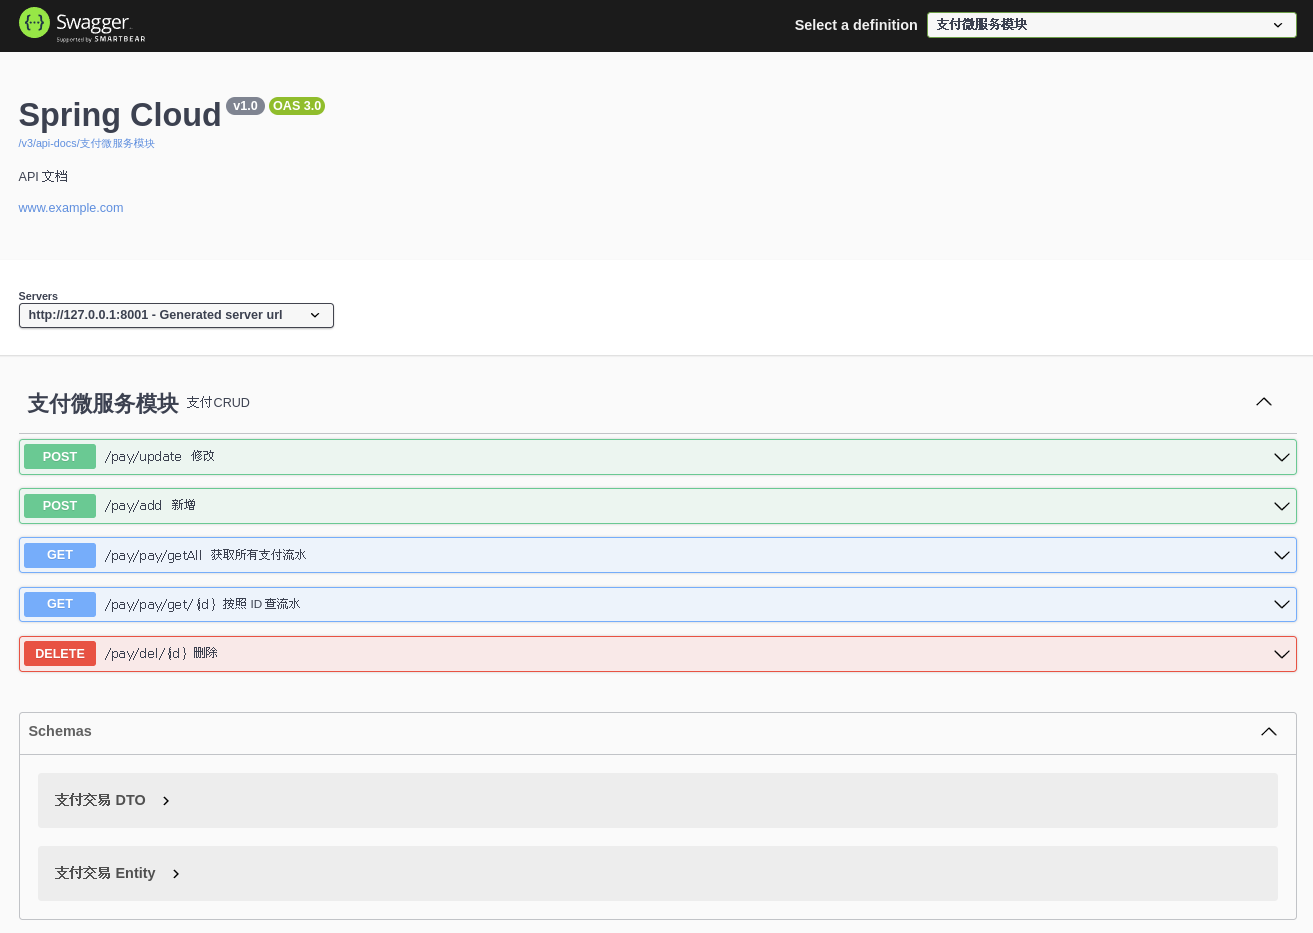 Swagger
Supported by SMARTBEAR
Select a definition
支付微服务模块
Spring Cloud v1.0 OAS 3.0
/v3/api-docs/支付微服务模块
API 文档
www.example.com
Servers
http://127.0.0.1:8001 - Generated server url
支付微服务模块 支付CRUD
POST /pay/update 修改
POST /pay/add 新增
GET /pay/pay/getAll 获取所有支付流水
GET /pay/pay/get/{id} 按照 ID 查流水
DELETE /pay/del/{id} 删除
Schemas
支付交易 DTO
支付交易 Entity